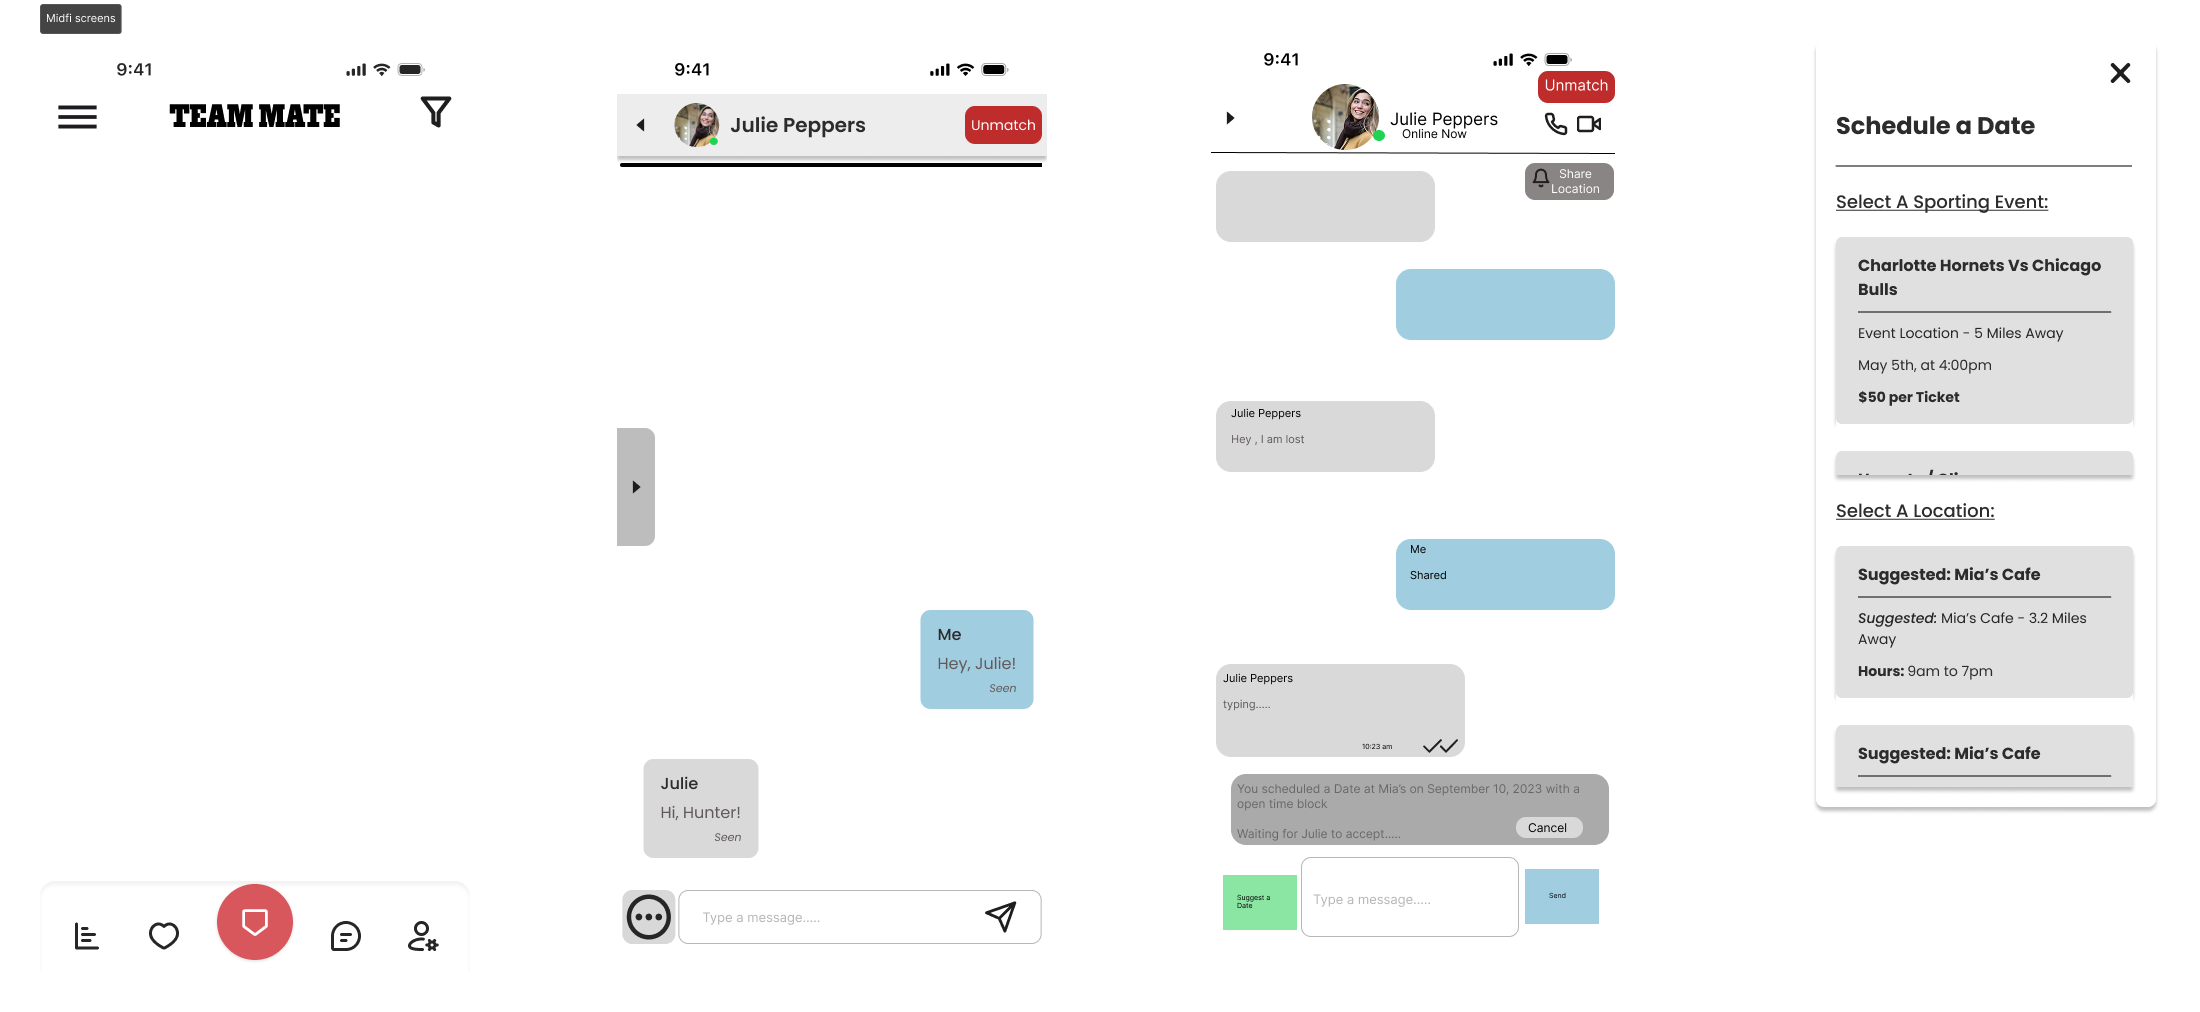 Midfi screens
9:41
TEAM MATE
9:41
Julie Peppers
Unmatch
Me
Hey, Julie!
Seen
Julie
Hi, Hunter!
Seen
Type a message.....
9:41
Unmatch
Julie Peppers
Online Now
Share
Location
Julie Peppers
Hey , I am lost
Me
Shared
Julie Peppers
typing.....
10:23 am
You scheduled a Date at Mia's on September 10, 2023 with a
open time block
Waiting for Julie to accept.....
Cancel
Suggest a
Date
Type a message.....
Send
Schedule a Date
Select A Sporting Event:
Charlotte Hornets Vs Chicago
Bulls
Event Location - 5 Miles Away
May 5th, at 4:00pm
$50 per Ticket
Select A Location:
Suggested: Mia's Cafe
Suggested: Mia's Cafe - 3.2 Miles
Away
Hours: 9am to 7pm
Suggested: Mia's Cafe